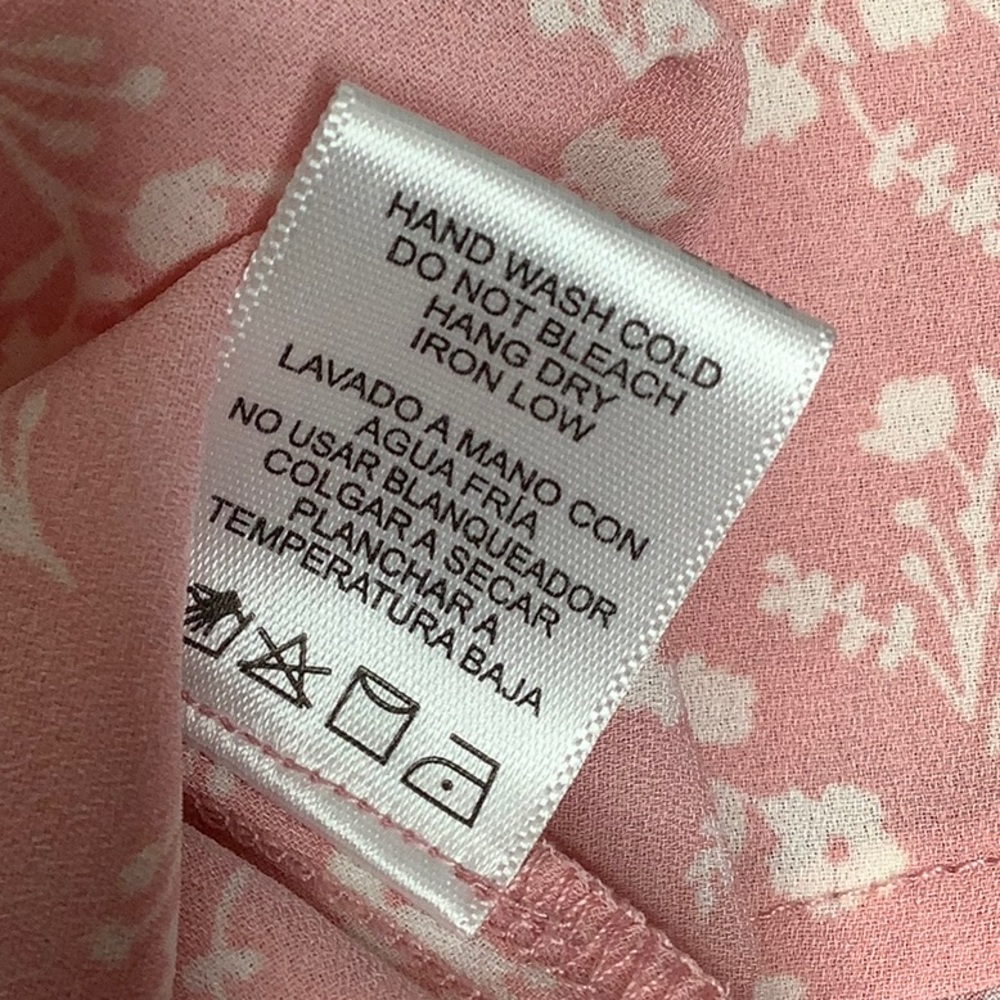 HAND WASH COLD
DO NOT BLEACH
HANG DRY
IRON LOW
LAVADO A MANO CON
AGUA FRÍA
NO USAR BLANQUEADOR
COLGAR A SECAR
PLANCHAR A
TEMPERATURA BAJA